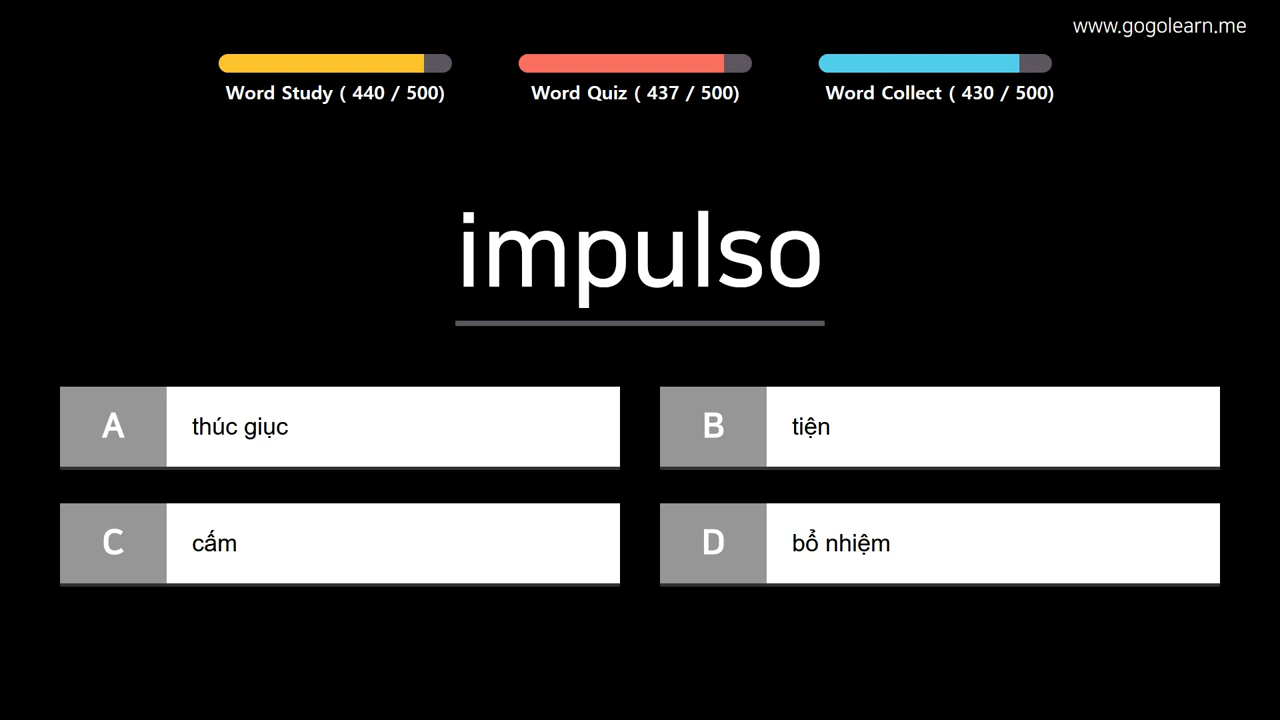 www.gogolearn.me
Word Study ( 440 / 500)
Word Quiz ( 437 / 500)
Word Collect ( 430 / 500)
impulso
A thúc giục
B tiện
C cấm
D bổ nhiệm